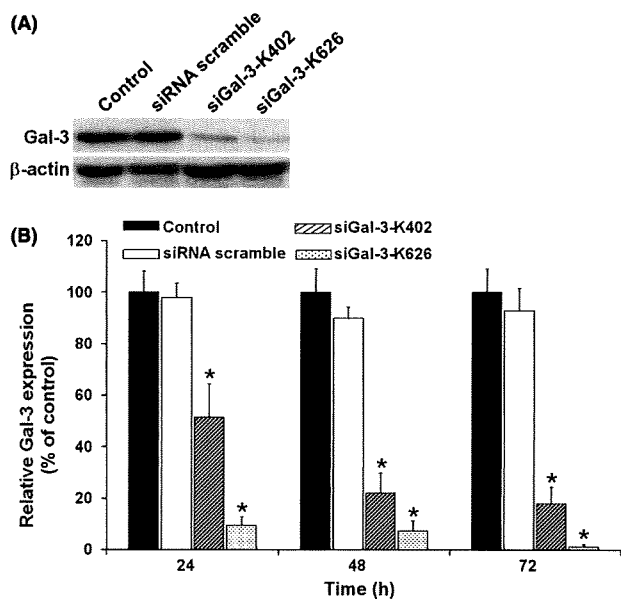 (A)
Control
siRNA scramble
siGal-3-K402
siGal-3-K626
Gal-3
β-actin
(B)
Control
siRNA scramble
siGal-3-K402
siGal-3-K626
Relative Gal-3 expression
(% of control)
120
100
80
60
40
20
0
* *
* *
* *
24 48 72
Time (h)